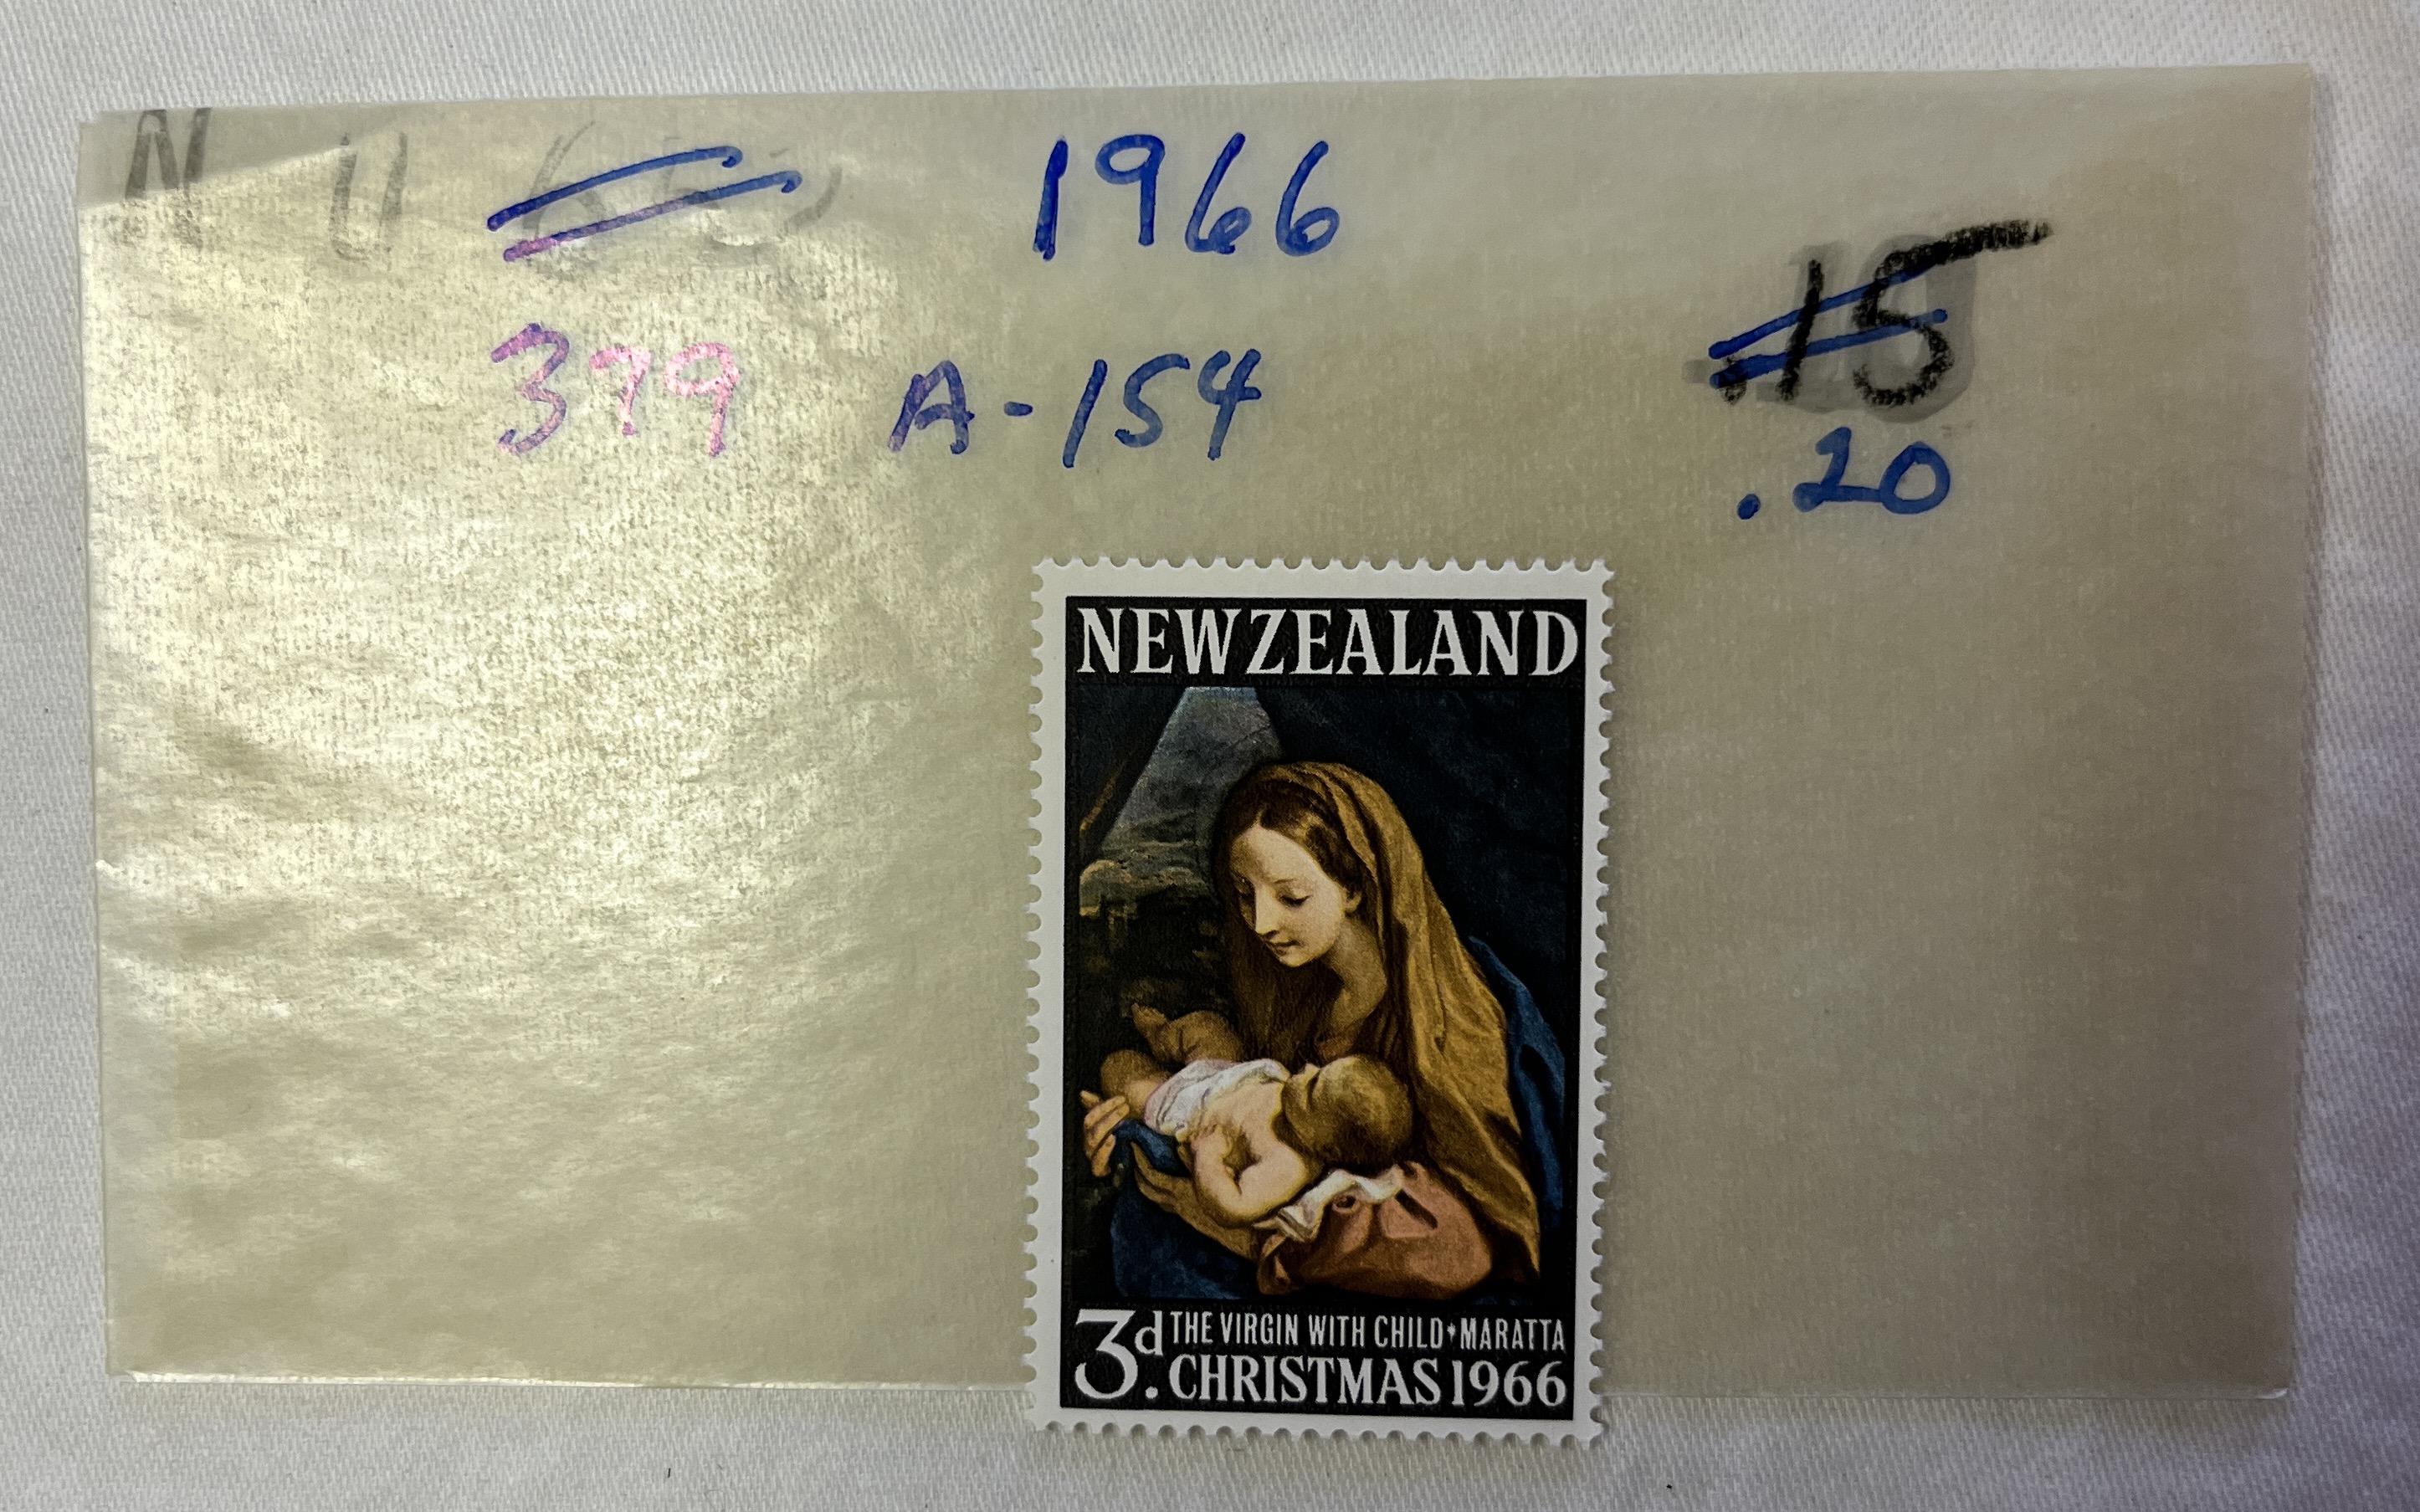 1966
379 A-154
.15
.20
NEW ZEALAND
3d. THE VIRGIN WITH CHILD • MARATTA
CHRISTMAS 1966